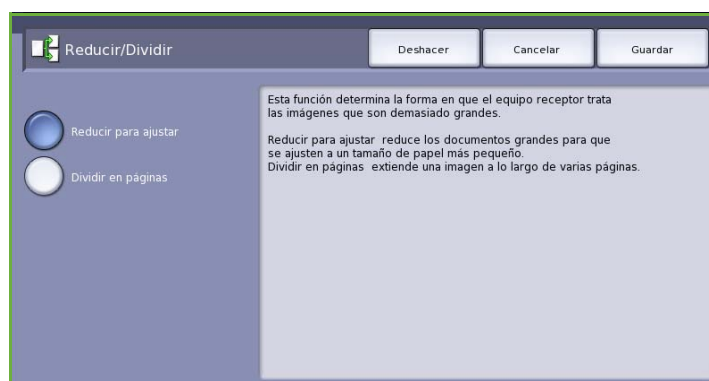 Reducir/Dividir
Deshacer
Cancelar
Guardar
Reducir para ajustar
Dividir en páginas
Esta función determina la forma en que el equipo receptor trata
las imágenes que son demasiado grandes.
Reducir para ajustar reduce los documentos grandes para que
se ajusten a un tamaño de papel más pequeño.
Dividir en páginas extiende una imagen a lo largo de varias páginas.